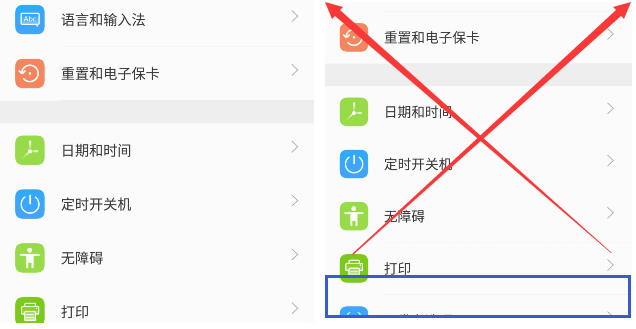 Abc
语言和输入法
重置和电子保卡
日期和时间
定时开关机
无障碍
打印
重置和电子保卡
日期和时间
定时开关机
无障碍
打印